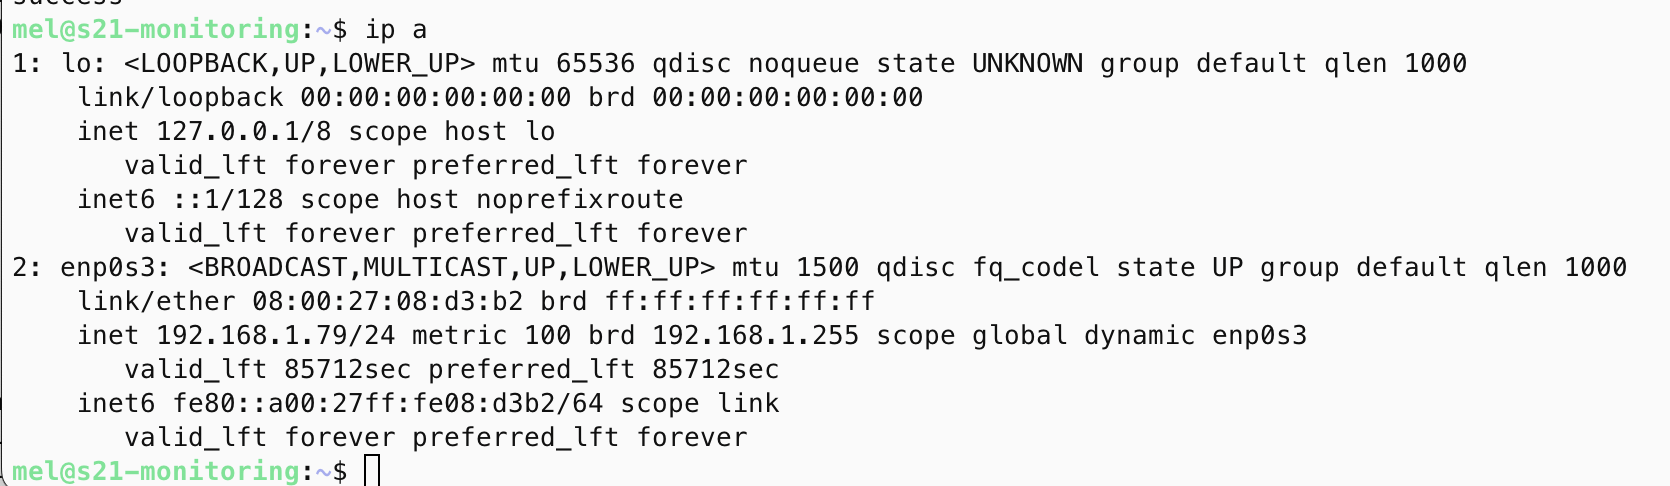 success
mel@s21-monitoring:~$ ip a
1: lo: <LOOPBACK,UP,LOWER_UP> mtu 65536 qdisc noqueue state UNKNOWN group default qlen 1000
    link/loopback 00:00:00:00:00:00 brd 00:00:00:00:00:00
    inet 127.0.0.1/8 scope host lo
       valid_lft forever preferred_lft forever
    inet6 ::1/128 scope host noprefixroute
       valid_lft forever preferred_lft forever
2: enp0s3: <BROADCAST,MULTICAST,UP,LOWER_UP> mtu 1500 qdisc fq_codel state UP group default qlen 1000
    link/ether 08:00:27:08:d3:b2 brd ff:ff:ff:ff:ff:ff
    inet 192.168.1.79/24 metric 100 brd 192.168.1.255 scope global dynamic enp0s3
       valid_lft 85712sec preferred_lft 85712sec
    inet6 fe80::a00:27ff:fe08:d3b2/64 scope link
       valid_lft forever preferred_lft forever
mel@s21-monitoring:~$